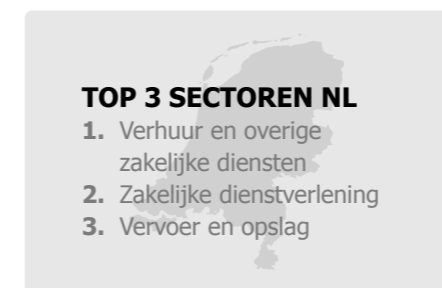 TOP 3 SECTOREN NL
1. Verhuur en overige
zakelijke diensten
2. Zakelijke dienstverlening
3. Vervoer en opslag